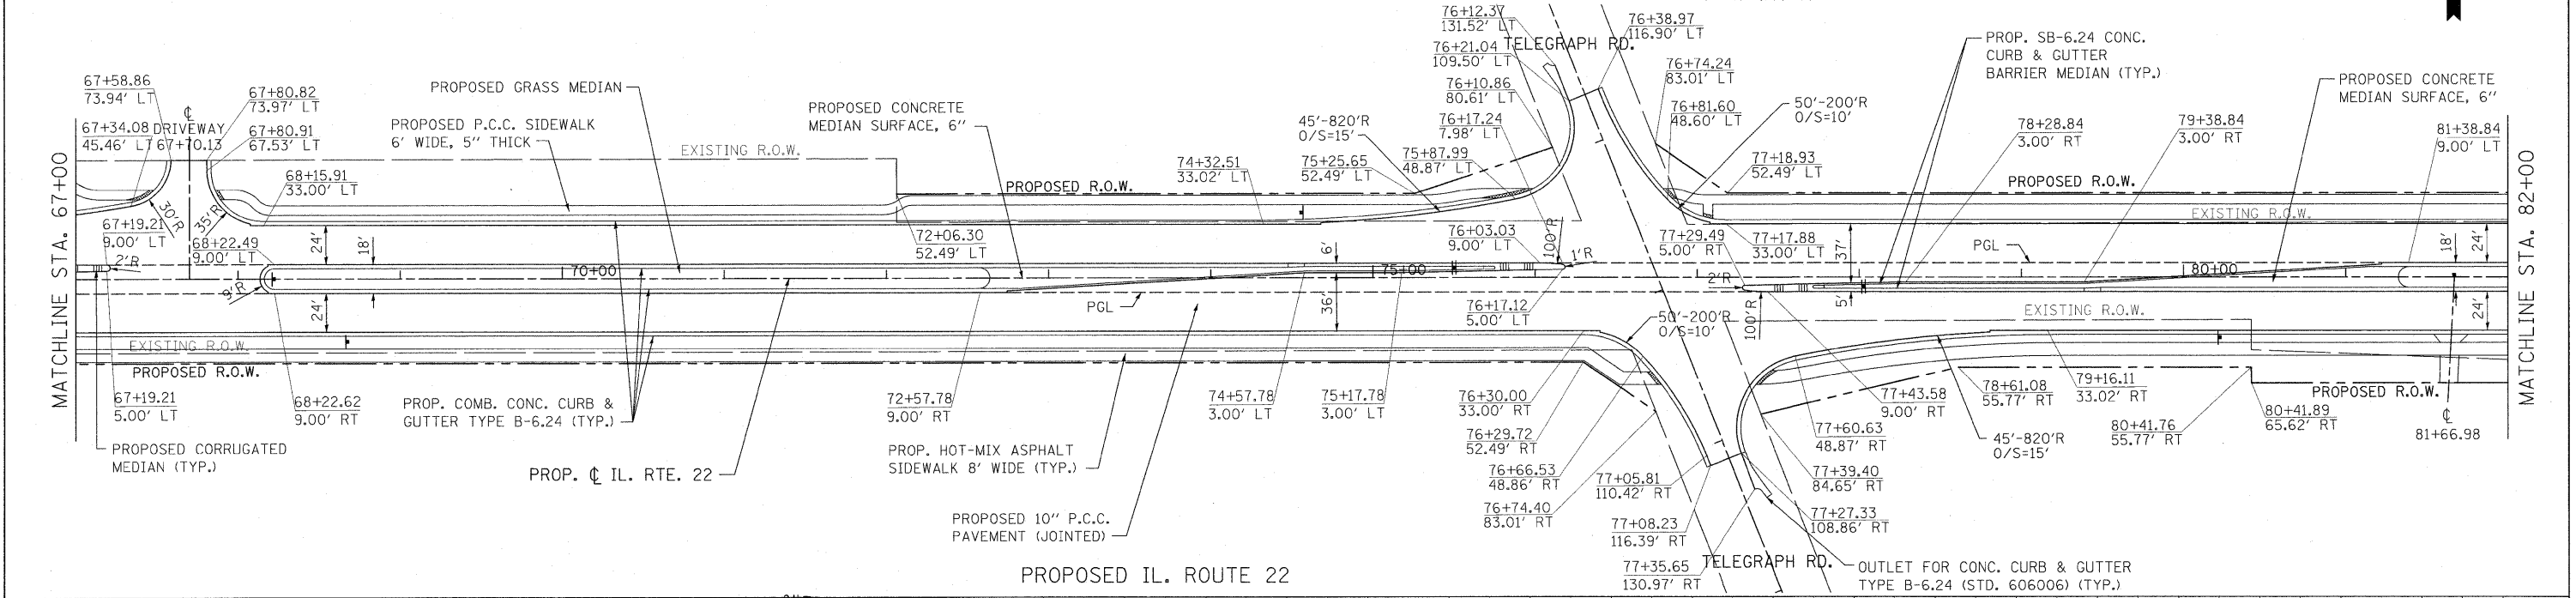 76+12.37
131.52' LT
76+38.97
116.90' LT
76+21.04
109.50' LT
TELEGRAPH RD.
PROP. SB-6.24 CONC.
CURB & GUTTER
BARRIER MEDIAN (TYP.)
67+58.86
73.94' LT
67+80.82
73.97' LT
PROPOSED GRASS MEDIAN
76+10.86
80.61' LT
76+74.24
83.01' LT
PROPOSED CONCRETE
MEDIAN SURFACE, 6"
℄
DRIVEWAY
67+70.13
67+34.08
45.46' LT
67+80.91
67.53' LT
PROPOSED P.C.C. SIDEWALK
6' WIDE, 5" THICK
PROPOSED CONCRETE
MEDIAN SURFACE, 6"
45'-820'R
O/S=15'
76+17.24
7.98' LT
76+81.60
48.60' LT
50'-200'R
O/S=10'
78+28.84
3.00' RT
79+38.84
3.00' RT
81+38.84
9.00' LT
EXISTING R.O.W.
68+15.91
33.00' LT
74+32.51
33.02' LT
75+25.65
52.49' LT
75+87.99
48.87' LT
77+18.93
52.49' LT
PROPOSED R.O.W.
PROPOSED R.O.W.
EXISTING R.O.W.
MATCHLINE STA. 67+00
MATCHLINE STA. 82+00
67+19.21
9.00' LT
30'R
35'R
68+22.49
9.00' LT
24'
18'
72+06.30
52.49' LT
6'
76+03.03
9.00' LT
100'R
1'R
77+29.49
5.00' RT
77+17.88
33.00' LT
37'
PGL
18'
24'
2'R
9'R
70+00
75+00
80+00
2'R
24'
PGL
36'
76+17.12
5.00' LT
100'R
5'
24'
50'-200'R
O/S=10'
EXISTING R.O.W.
EXISTING R.O.W.
PROPOSED R.O.W.
PROPOSED R.O.W.
67+19.21
5.00' LT
68+22.62
9.00' RT
PROP. COMB. CONC. CURB &
GUTTER TYPE B-6.24 (TYP.)
72+57.78
9.00' RT
74+57.78
3.00' LT
75+17.78
3.00' LT
76+30.00
33.00' RT
77+43.58
9.00' RT
78+61.08
55.77' RT
79+16.11
33.02' RT
80+41.89
65.62' RT
℄
81+66.98
80+41.76
55.77' RT
PROPOSED CORRUGATED
MEDIAN (TYP.)
PROP. ℄ IL. RTE. 22
PROP. HOT-MIX ASPHALT
SIDEWALK 8' WIDE (TYP.)
76+29.72
52.49' RT
77+60.63
48.87' RT
45'-820'R
O/S=15'
76+66.53
48.86' RT
77+05.81
110.42' RT
77+39.40
84.65' RT
76+74.40
83.01' RT
PROPOSED 10" P.C.C.
PAVEMENT (JOINTED)
77+08.23
116.39' RT
77+27.33
108.86' RT
77+35.65
130.97' RT
TELEGRAPH RD.
OUTLET FOR CONC. CURB & GUTTER
TYPE B-6.24 (STD. 606006) (TYP.)
PROPOSED IL. ROUTE 22